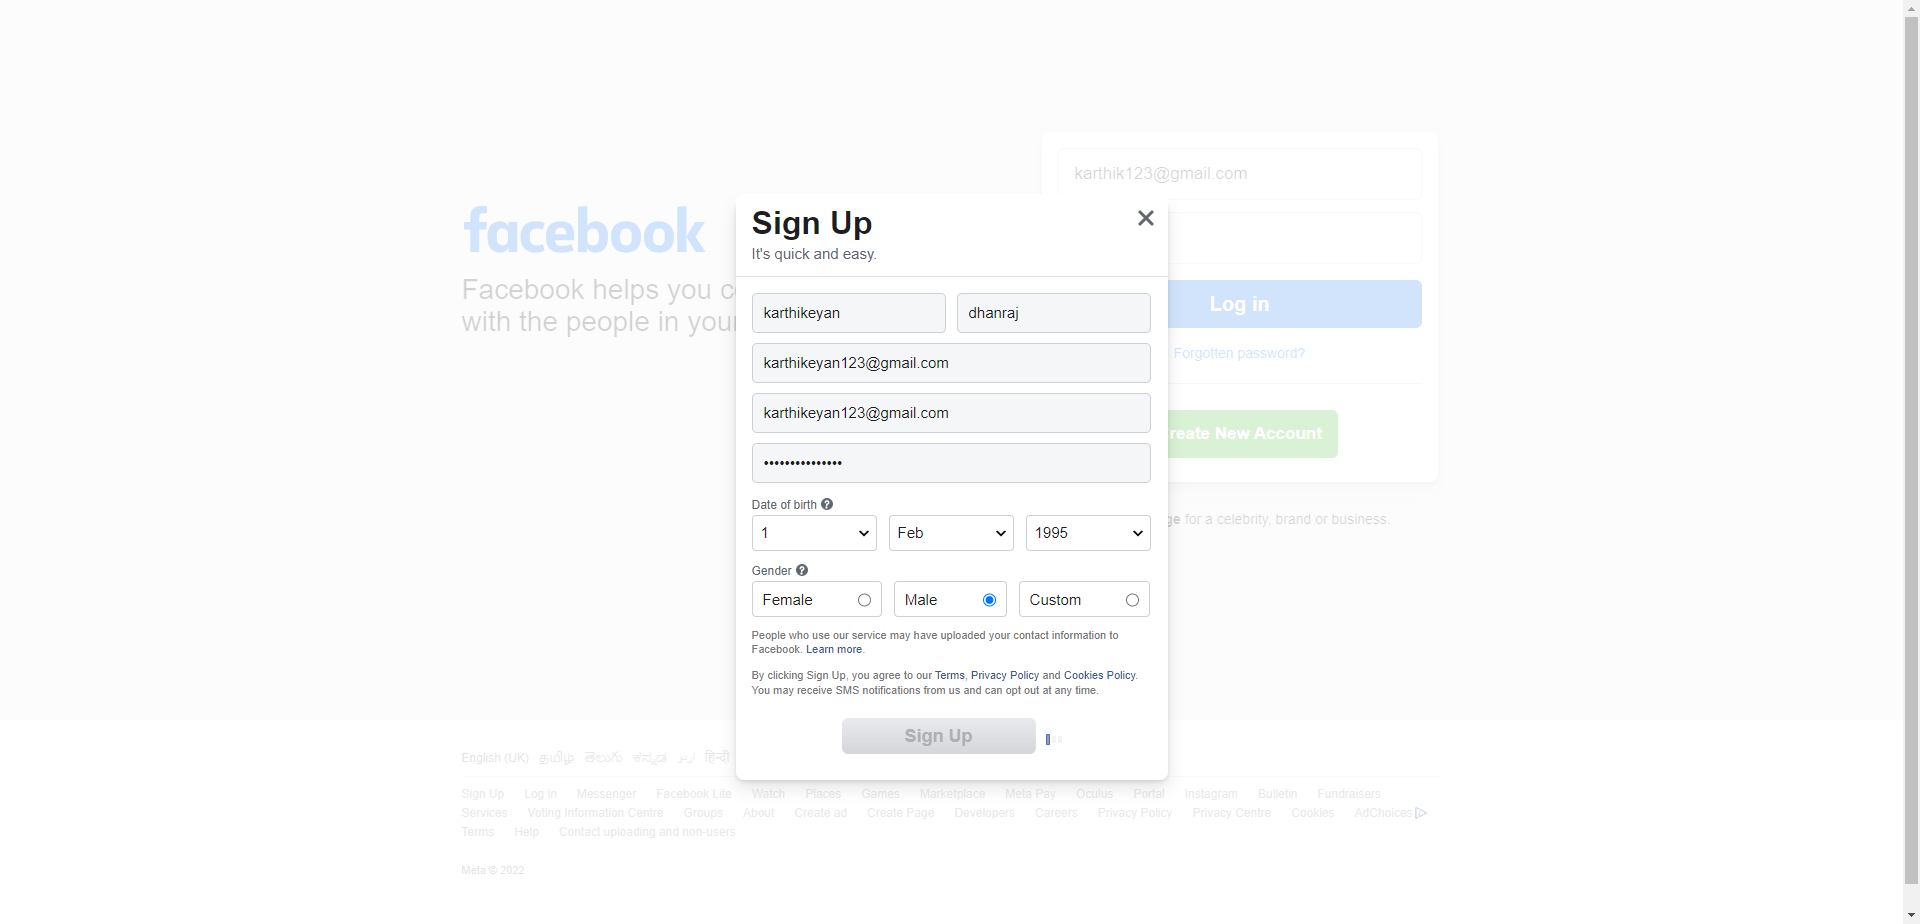 facebook
Facebook helps you c
with the people in your
karthik123@gmail.com
Log in
Forgotten password?
reate New Account
ge for a celebrity, brand or business.
Sign Up
It's quick and easy.
karthikeyan dhanraj
karthikeyan123@gmail.com
karthikeyan123@gmail.com
•••••••••••••••
Date of birth
1 Feb 1995
Gender
Female Male Custom
People who use our service may have uploaded your contact information to
Facebook. Learn more.
By clicking Sign Up, you agree to our Terms, Privacy Policy and Cookies Policy.
You may receive SMS notifications from us and can opt out at any time.
Sign Up
English (UK) தமிழ் తెలుగు ಕನ್ನಡ اردو हिन्दी
Sign Up Log in Messenger Facebook Lite Watch Places Games Marketplace Meta Pay Oculus Portal Instagram Bulletin Fundraisers
Services Voting Information Centre Groups About Create ad Create Page Developers Careers Privacy Policy Privacy Centre Cookies AdChoices
Terms Help Contact uploading and non-users
Meta © 2022